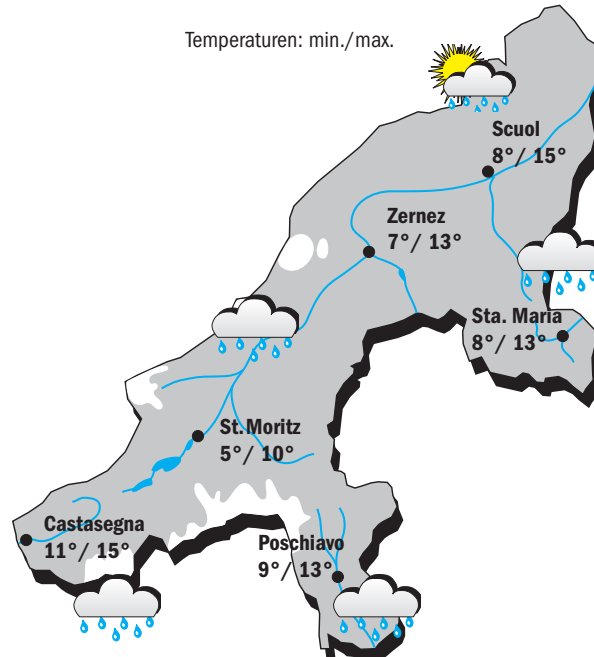 Temperaturen: min./max.
Scuol
8°/ 15°
Zernez
7°/ 13°
Sta. Maria
8°/ 13°
St. Moritz
5°/ 10°
Castasegna
11°/ 15°
Poschiavo
9°/ 13°